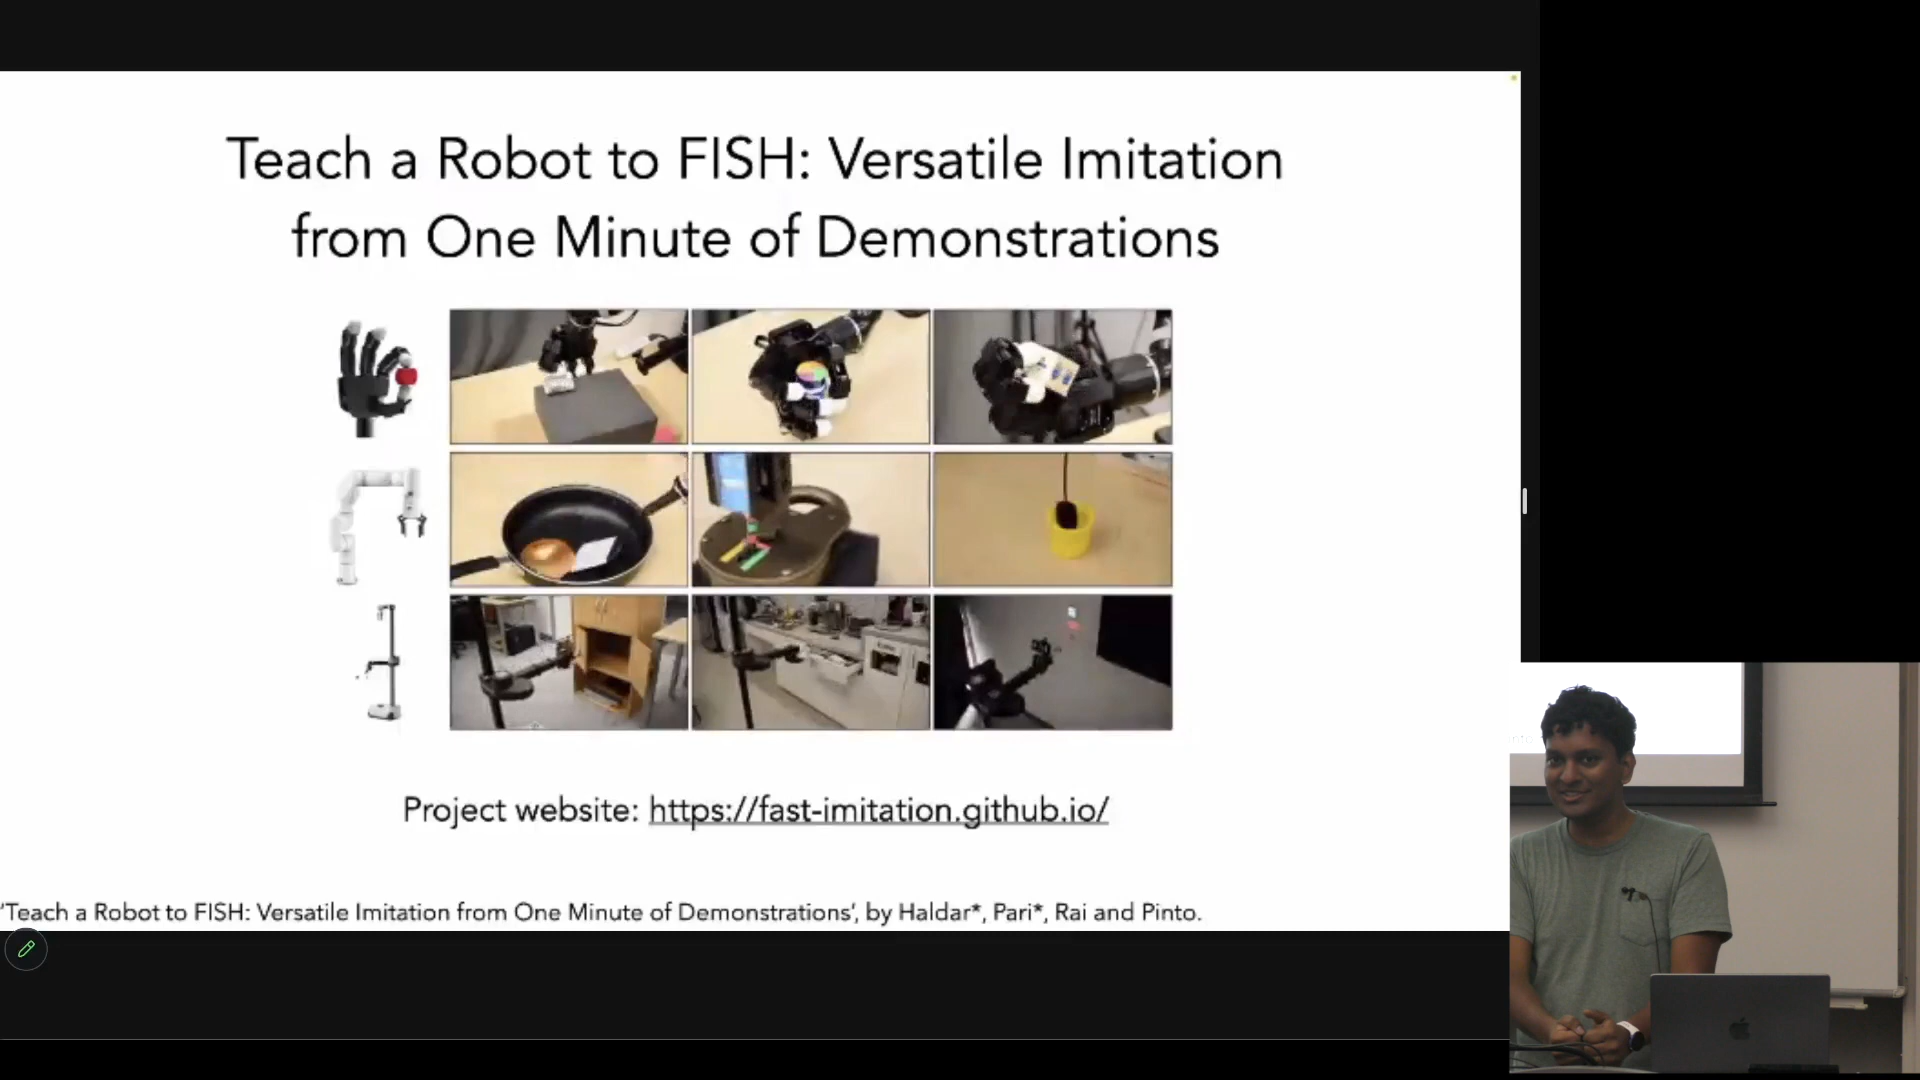 Teach a Robot to FISH: Versatile Imitation
from One Minute of Demonstrations
Project website: https://fast-imitation.github.io/
'Teach a Robot to FISH: Versatile Imitation from One Minute of Demonstrations', by Haldar*, Pari*, Rai and Pinto.